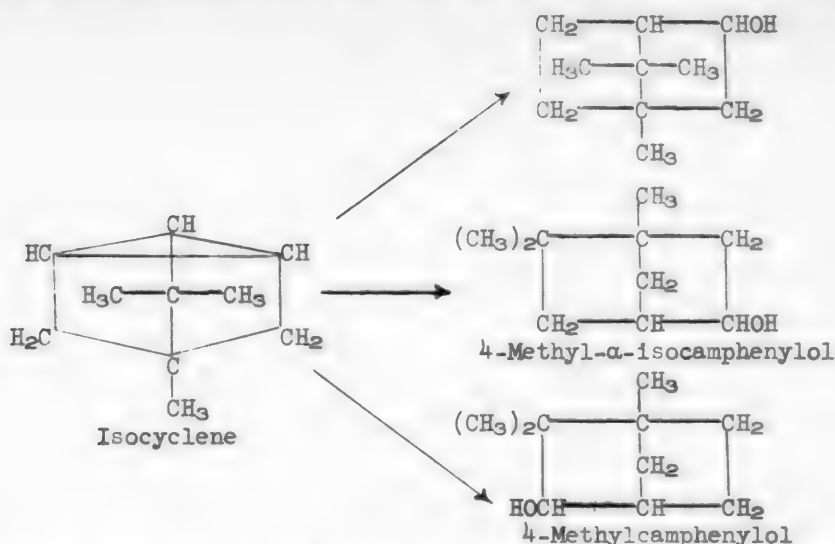 CH2 CH CHOH
H3C C CH3
CH2 C CH2
CH3
CH
HC CH
H3C C CH3
H2C CH2
C
CH3
Isocyclene
CH3
(CH3)2C C CH2
CH2
CH2 CH CHOH
4-Methyl-α-isocamphenylol
CH3
(CH3)2C C CH2
CH2
HOCH CH CH2
4-Methylcamphenylol